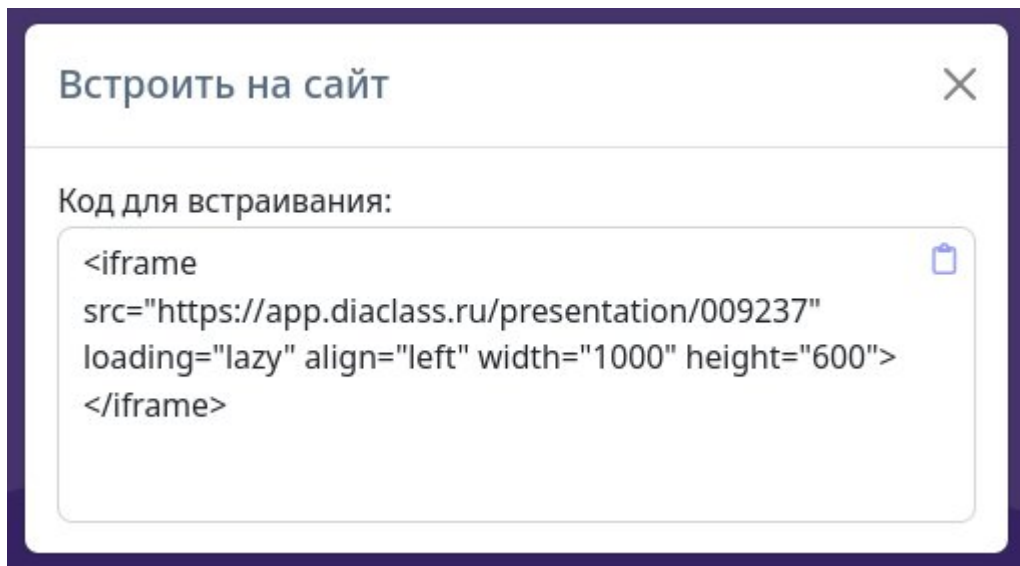 Встроить на сайт
Код для встраивания:
<iframe
src="https://app.diaclass.ru/presentation/009237"
loading="lazy" align="left" width="1000" height="600">
</iframe>